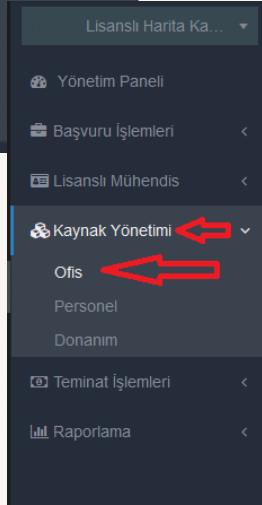 Lisanslı Harita Ka...
Yönetim Paneli
Başvuru İşlemleri
Lisanslı Mühendis
Kaynak Yönetimi
Ofis
Personel
Donanım
Teminat İşlemleri
Raporlama